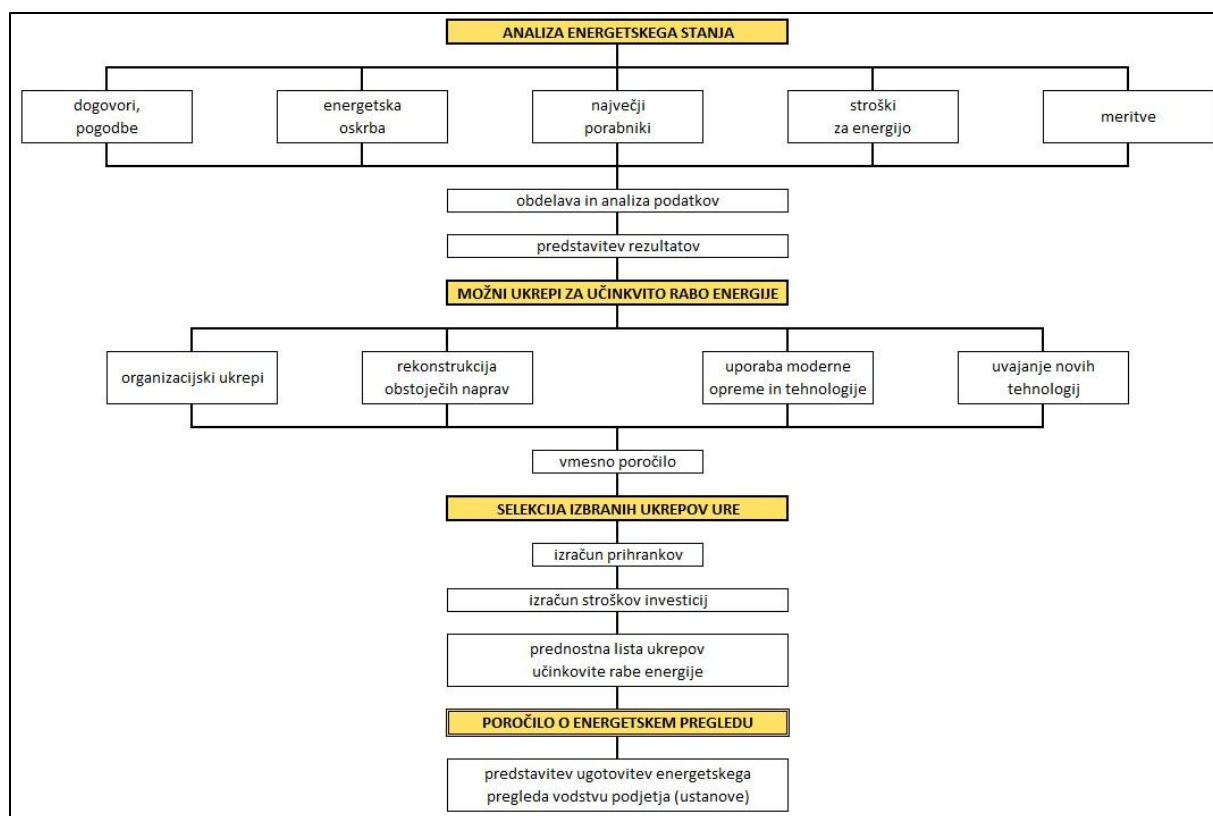 ANALIZA ENERGETSKEGA STANJA
dogovori,
pogodbe
energetska
oskrba
največji
porabniki
stroški
za energijo
meritve
obdelava in analiza podatkov
predstavitev rezultatov
MOŽNI UKREPI ZA UČINKVITO RABO ENERGIJE
organizacijski ukrepi
rekonstrukcija
obstoječih naprav
uporaba moderne
opreme in tehnologije
uvajanje novih
tehnologij
vmesno poročilo
SELEKCIJA IZBRANIH UKREPOV URE
izračun prihrankov
izračun stroškov investicij
prednostna lista ukrepov
učinkovite rabe energije
POROČILO O ENERGETSKEM PREGLEDU
predstavitev ugotovitev energetskega
pregleda vodstvu podjetja (ustanove)